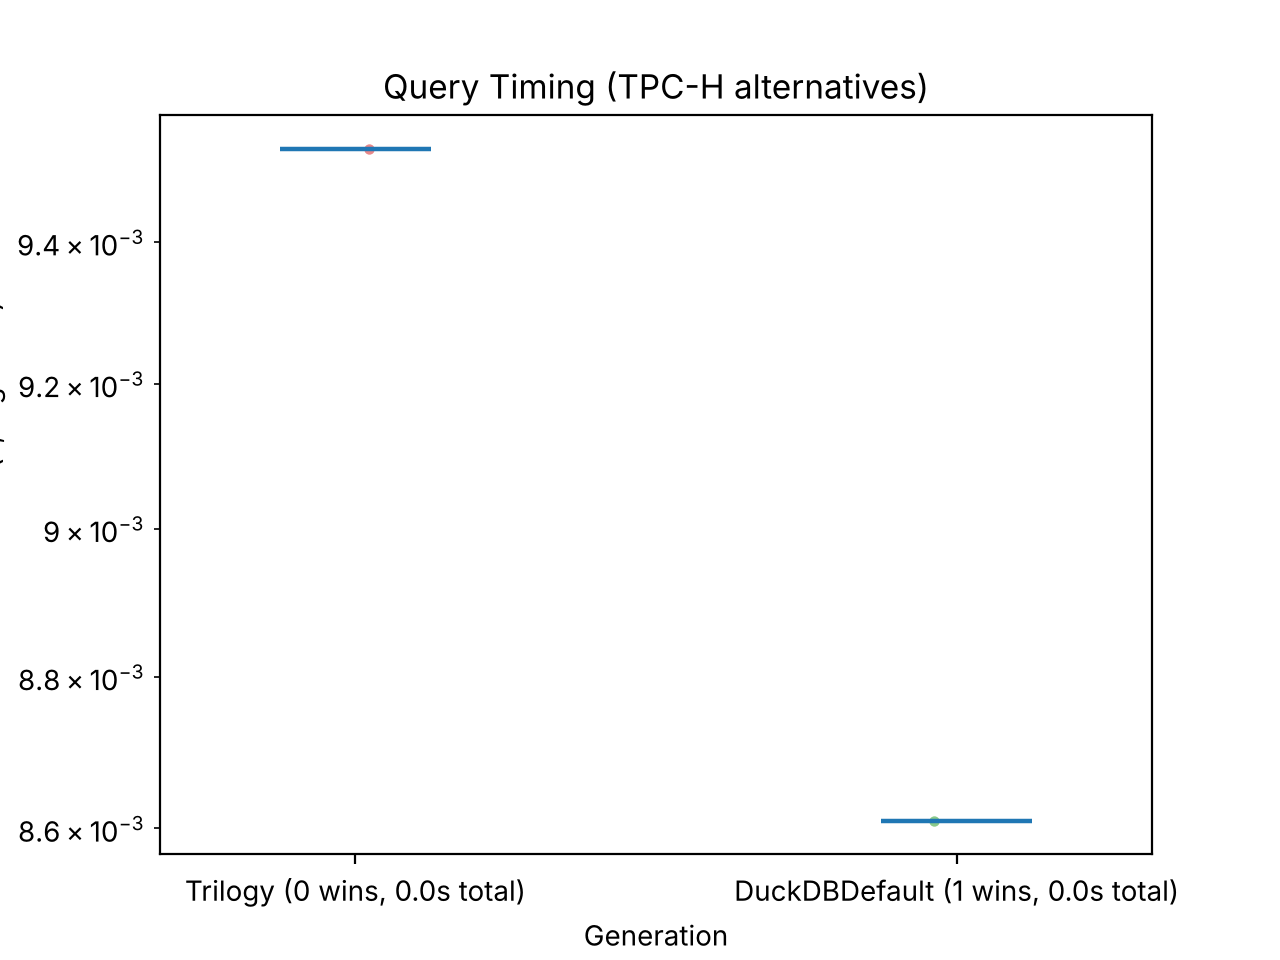 Query Timing (TPC-H alternatives)
9.4 × 10⁻³
9.2 × 10⁻³
9 × 10⁻³
8.8 × 10⁻³
8.6 × 10⁻³
Trilogy (0 wins, 0.0s total)
DuckDBDefault (1 wins, 0.0s total)
Generation